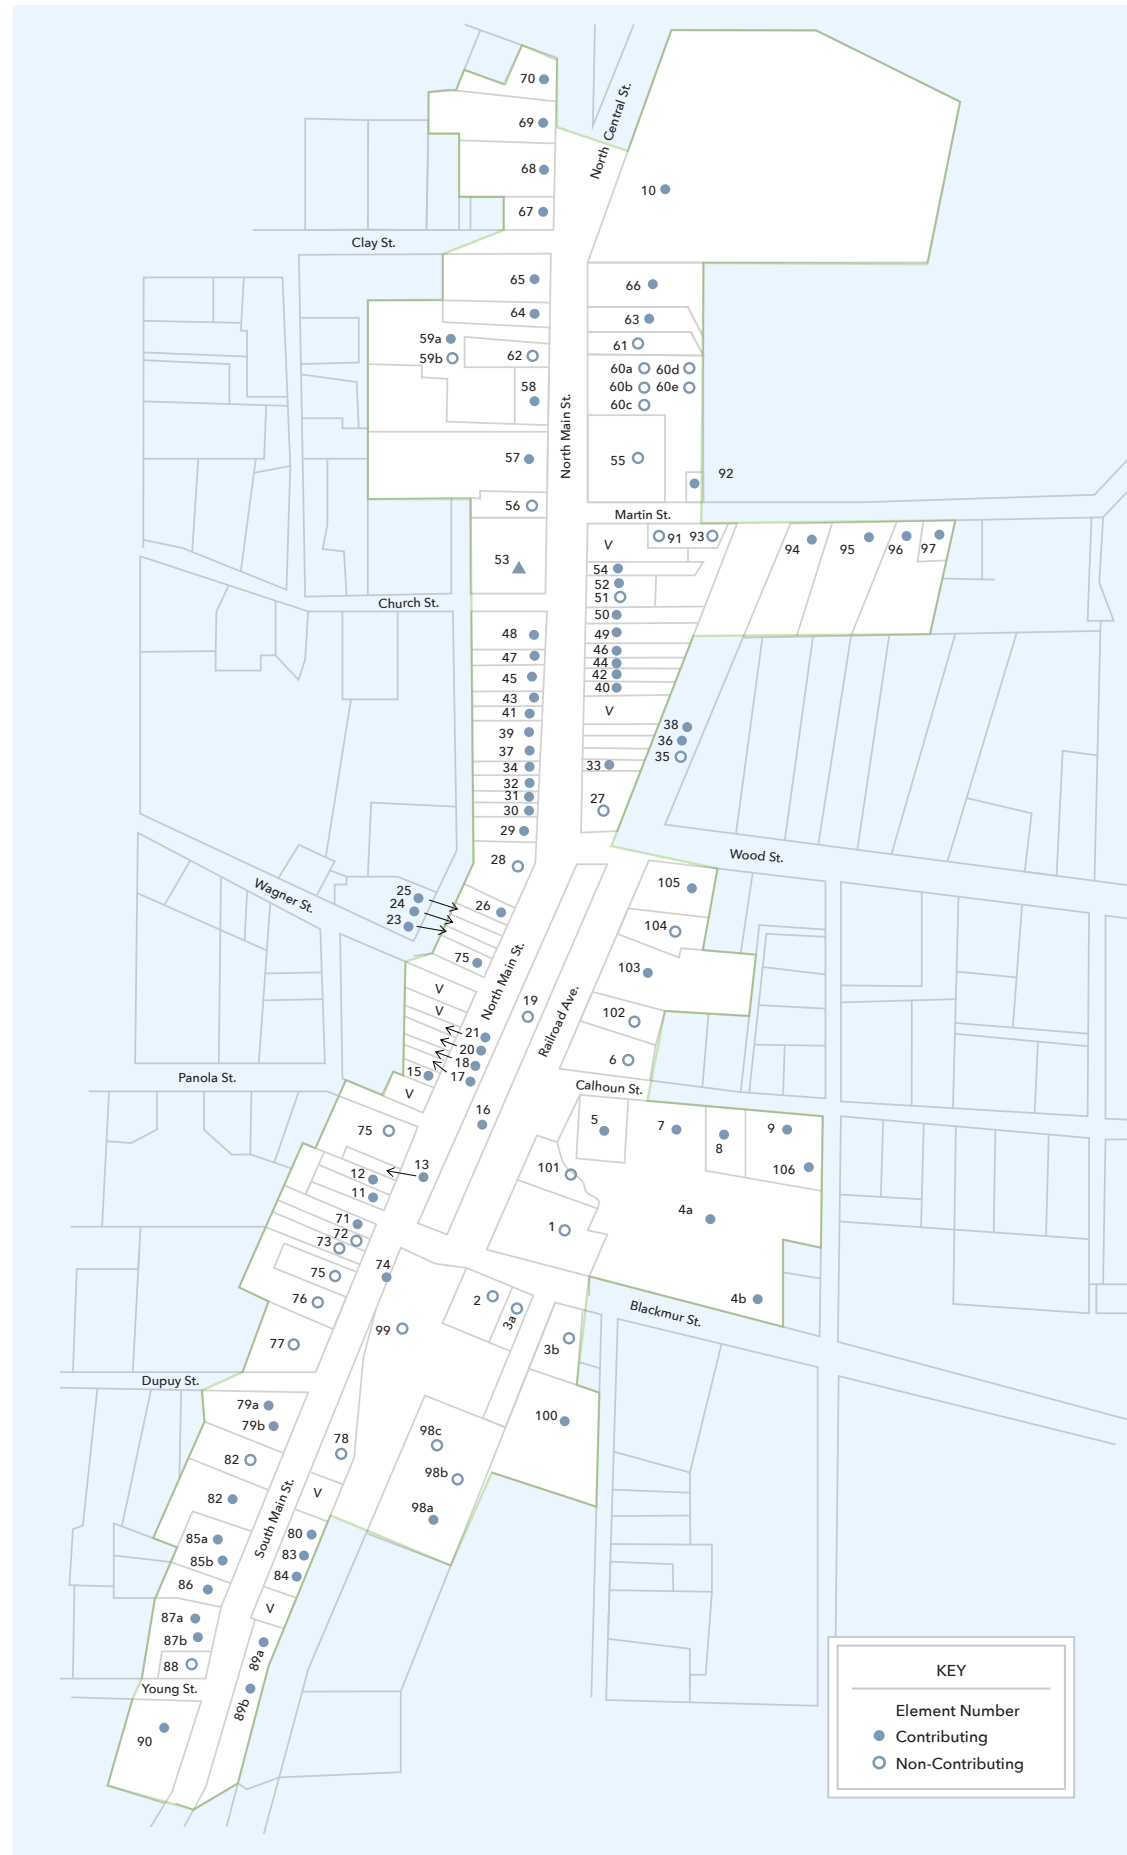 70
69
North Central St.
68
10
67
Clay St.
65
66
64
63
59a
61
59b
62
60a 60d
58
60b 60e
60c
North Main St.
57
55
92
56
Martin St.
91 93
V
94
95
96
97
53
54
52
51
Church St.
50
48
49
47
46
44
45
42
43
40
41
V
39
38
37
36
34
35
33
32
31
27
30
29
28
Wood St.
105
25
Wagner St.
24
26
23
104
75
103
North Main St.
V
V
19
102
21
Railroad Ave.
20
18
6
15
17
Panola St.
Calhoun St.
V
16
5
7
8
9
75
13
101
106
12
11
4a
71
72
1
73
74
75
76
2
3a
4b
99
Blackmur St.
77
3b
Dupuy St.
79a
100
79b
98c
78
82
98b
82
V
98a
South Main St.
80
85a
83
85b
84
86
V
87a
87b
89a
88
Young St.
89b
90
KEY
Element Number
Contributing
Non-Contributing